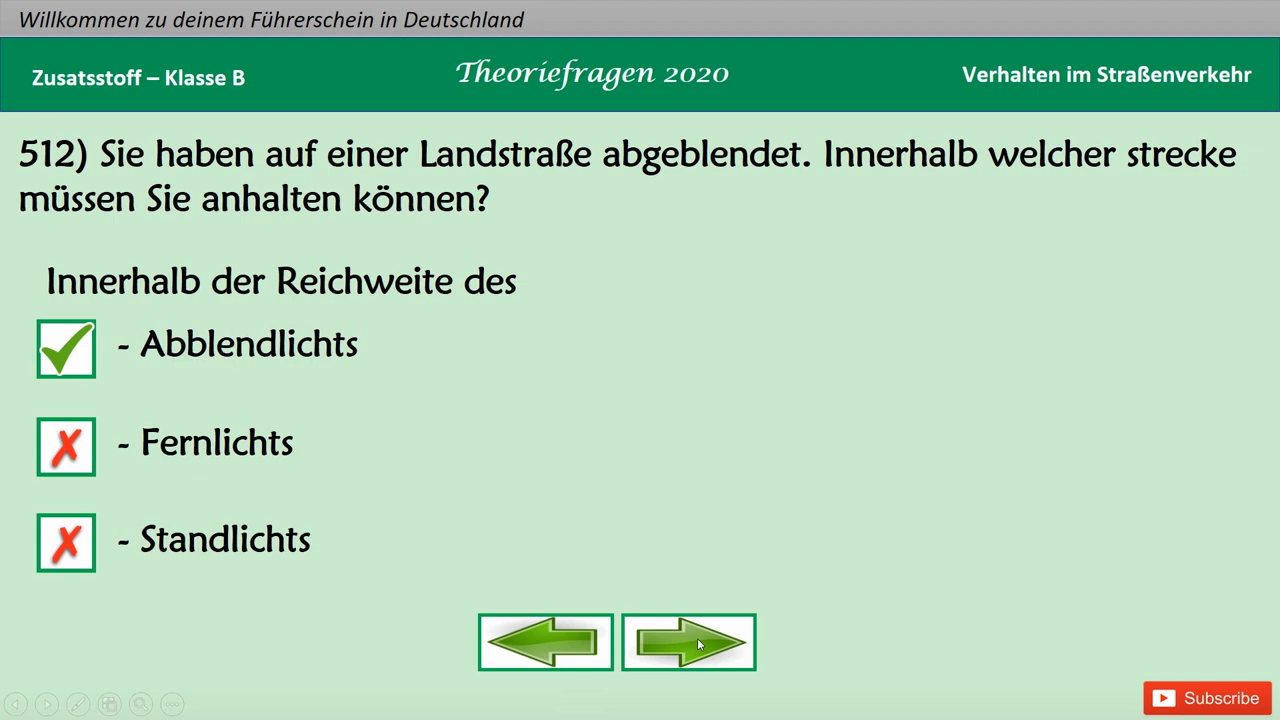 Willkommen zu deinem Führerschein in Deutschland
Zusatsstoff – Klasse B
Theoriefragen 2020
Verhalten im Straßenverkehr
512) Sie haben auf einer Landstraße abgeblendet. Innerhalb welcher strecke
müssen Sie anhalten können?
Innerhalb der Reichweite des
- Abblendlichts
- Fernlichts
- Standlichts
Subscribe